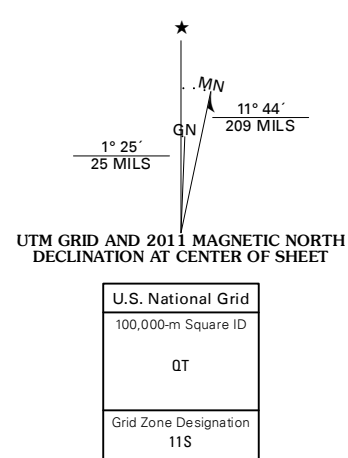 ★
MN
GN
11° 44´
209 MILS
1° 25´
25 MILS
UTM GRID AND 2011 MAGNETIC NORTH
DECLINATION AT CENTER OF SHEET
U.S. National Grid
100,000-m Square ID
QT
Grid Zone Designation
11S